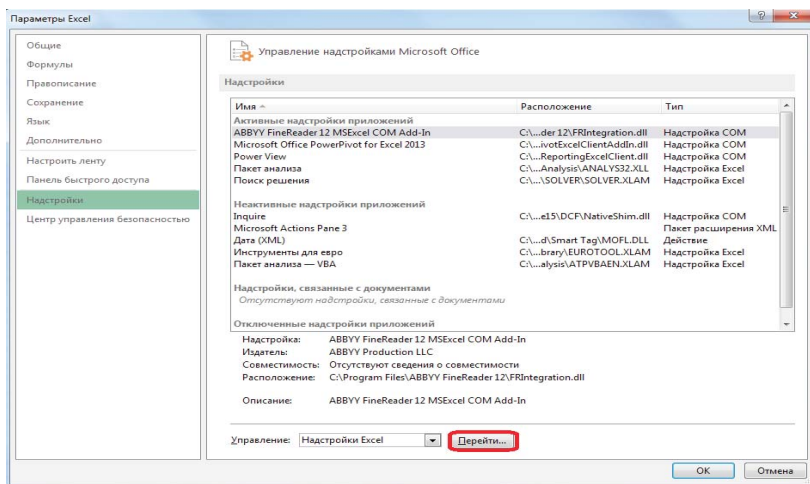 Параметры Excel
Общие
Формулы
Правописание
Сохранение
Язык
Дополнительно
Настроить ленту
Панель быстрого доступа
Надстройки
Центр управления безопасностью
Управление надстройками Microsoft Office
Надстройки
Имя Расположение Тип
Активные надстройки приложений
ABBYY FineReader 12 MSExcel COM Add-In C:\...der 12\FRIntegration.dll Надстройка COM
Microsoft Office PowerPivot for Excel 2013 C:\...ivotExcelClientAddIn.dll Надстройка COM
Power View C:\...ReportingExcelClient.dll Надстройка COM
Пакет анализа C:\...Analysis\ANALYS32.XLL Надстройка Excel
Поиск решения C:\...\SOLVER\SOLVER.XLAM Надстройка Excel
Неактивные надстройки приложений
Inquire C:\...e15\DCF\NativeShim.dll Надстройка COM
Microsoft Actions Pane 3 Пакет расширения XML
Дата (XML) C:\...d\Smart Tag\MOFL.DLL Действие
Инструменты для евро C:\...brary\EUROTOOL.XLAM Надстройка Excel
Пакет анализа — VBA C:\...alysis\ATPVBAEN.XLAM Надстройка Excel
Надстройки, связанные с документами
Отсутствуют надстройки, связанные с документами
Отключенные надстройки приложений
Надстройка: ABBYY FineReader 12 MSExcel COM Add-In
Издатель: ABBYY Production LLC
Совместимость: Отсутствуют сведения о совместимости
Расположение: C:\Program Files\ABBYY FineReader 12\FRIntegration.dll
Описание: ABBYY FineReader 12 MSExcel COM Add-In
Управление: Надстройки Excel Перейти...
ОК Отмена